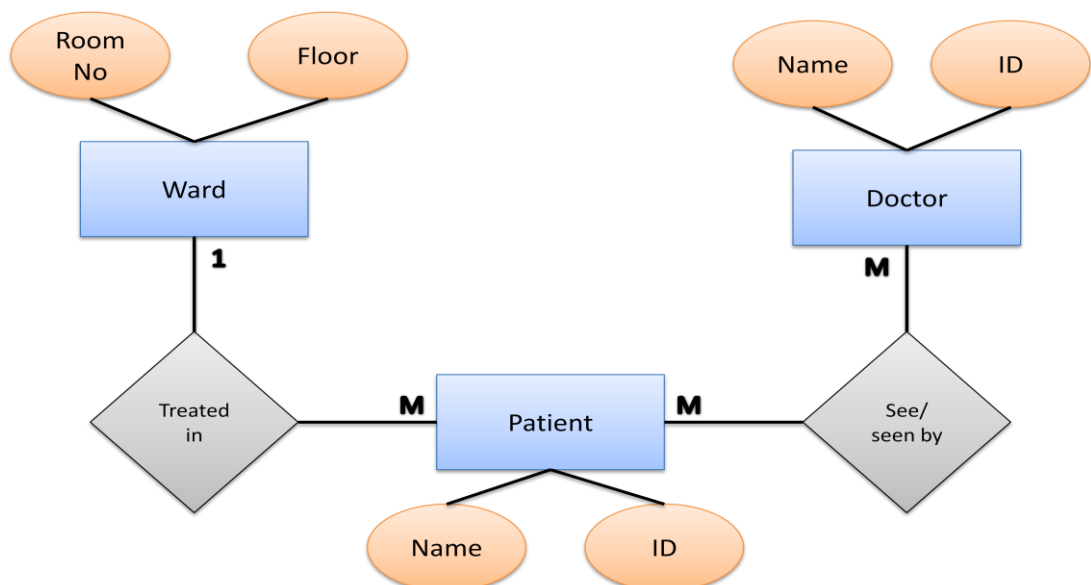 Room
No
Floor
Name
ID
Ward
Doctor
1
M
Treated
in
M
Patient
M
See/
seen by
Name
ID